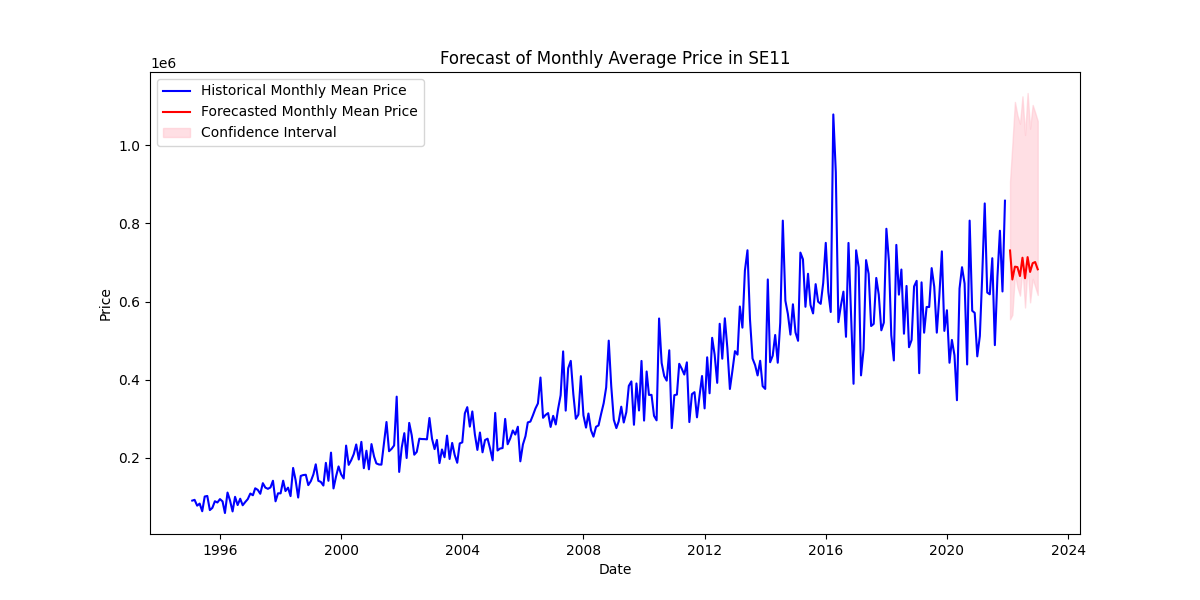 Forecast of Monthly Average Price in SE11
1e6
Historical Monthly Mean Price
Forecasted Monthly Mean Price
Confidence Interval
1.0
0.8
0.6
0.4
0.2
Price
1996 2000 2004 2008 2012 2016 2020 2024
Date